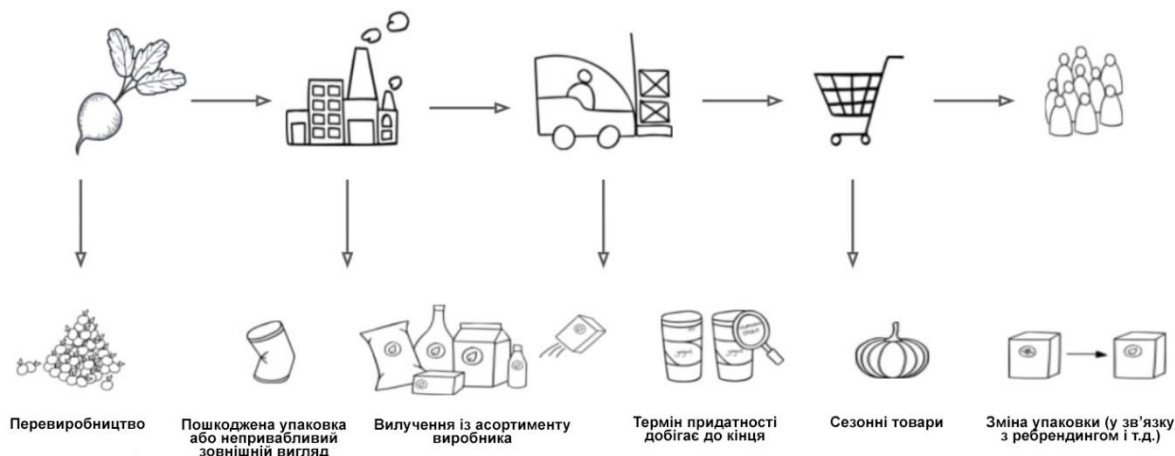 Перевиробництво
Пошкоджена упаковка
або непривабливий
зовнішній вигляд
Вилучення із асортименту
виробника
Термін придатності
добігає до кінця
Сезонні товари
Зміна упаковки (у зв’язку
з ребрендингом і т.д.)